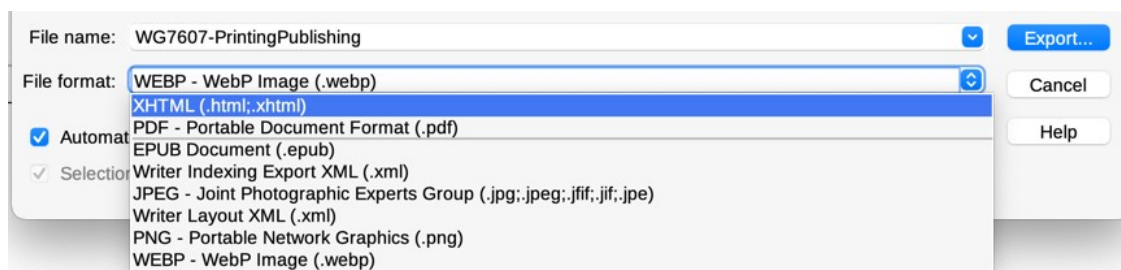 File name: WG7607-PrintingPublishing Export...
File format: WEBP - WebP Image (.webp) Cancel
XHTML (.html;.xhtml)
PDF - Portable Document Format (.pdf) Help
Automat
EPUB Document (.epub)
Writer Indexing Export XML (.xml)
Selection
JPEG - Joint Photographic Experts Group (.jpg;.jpeg;.jfif;.jif;.jpe)
Writer Layout XML (.xml)
PNG - Portable Network Graphics (.png)
WEBP - WebP Image (.webp)